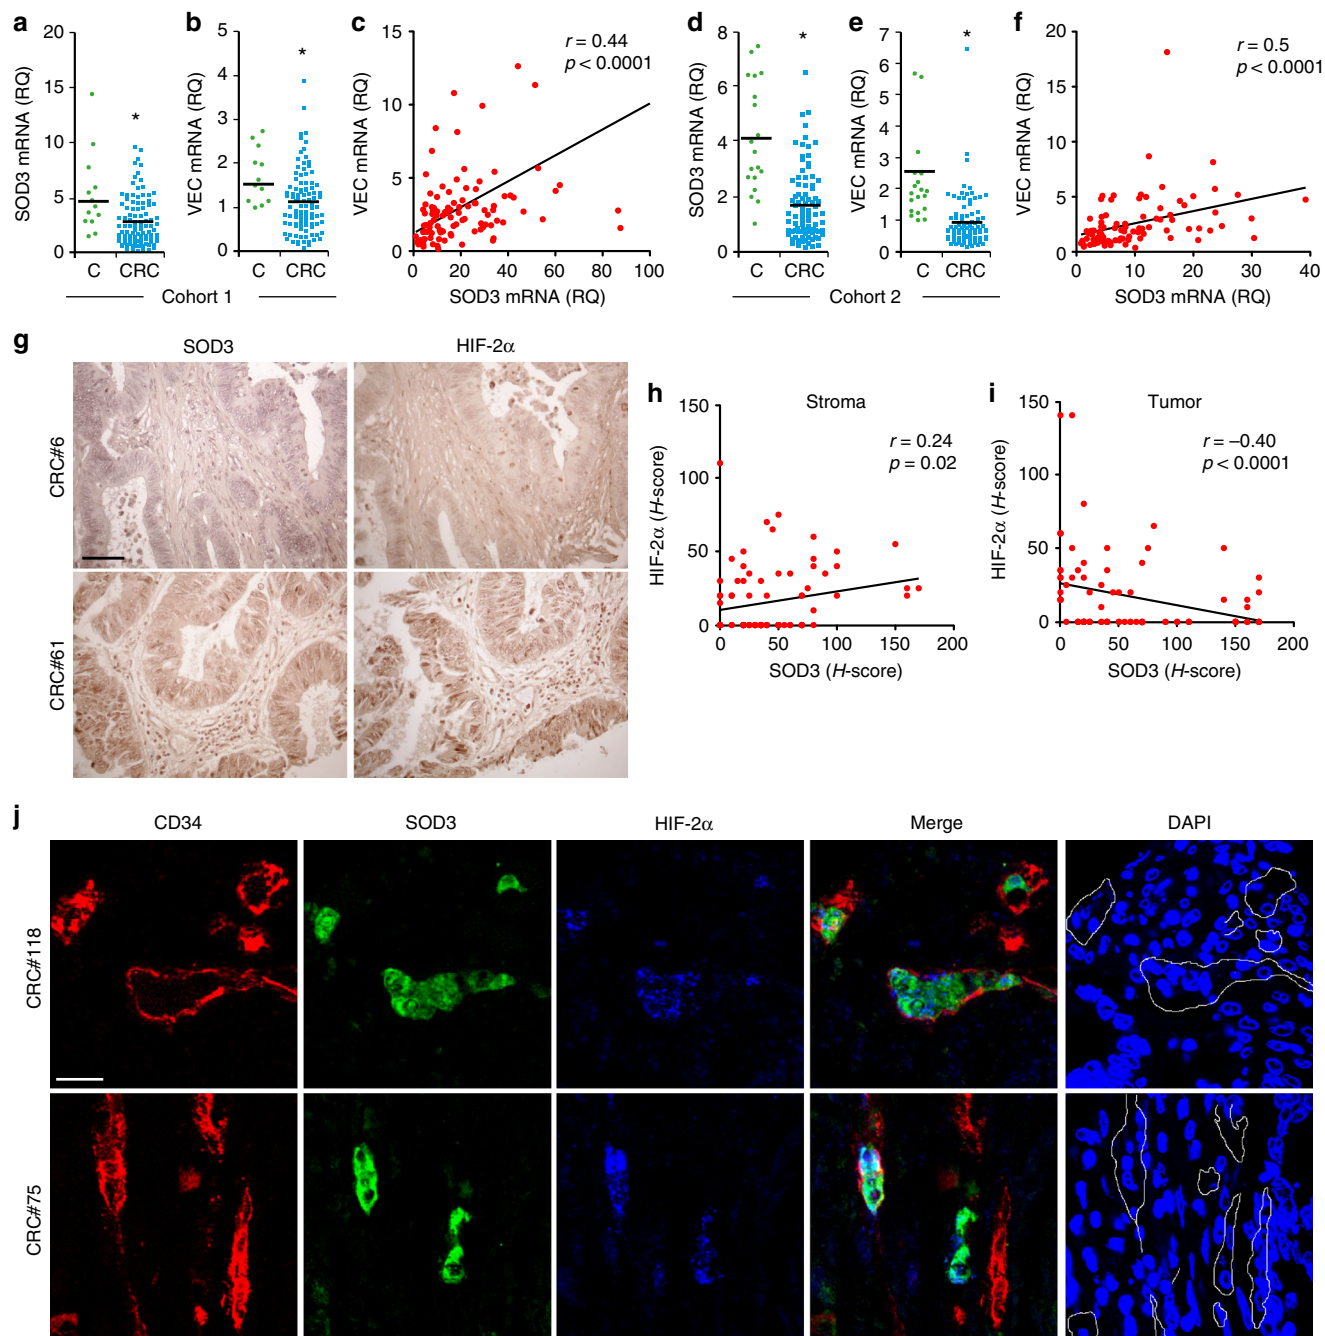 a
SOD3 mRNA (RQ)
20
15
10
5
0
C
CRC
b
VEC mRNA (RQ)
5
4
3
2
1
0
*
*
C
CRC
Cohort 1
c
VEC mRNA (RQ)
15
10
5
0
r = 0.44
p < 0.0001
0
20
40
60
80
100
SOD3 mRNA (RQ)
d
SOD3 mRNA (RQ)
8
6
4
2
0
*
C
CRC
e
VEC mRNA (RQ)
7
6
5
4
3
2
1
0
*
C
CRC
Cohort 2
f
VEC mRNA (RQ)
20
15
10
5
0
r = 0.5
p < 0.0001
0
10
20
30
40
SOD3 mRNA (RQ)
g
SOD3
HIF-2α
CRC#6
CRC#61
h
Stroma
HIF-2α (H-score)
150
100
50
0
r = 0.24
p = 0.02
0
50
100
150
200
SOD3 (H-score)
i
Tumor
HIF-2α (H-score)
150
100
50
0
r = −0.40
p < 0.0001
0
50
100
150
200
SOD3 (H-score)
j
CD34
SOD3
HIF-2α
Merge
DAPI
CRC#118
CRC#75